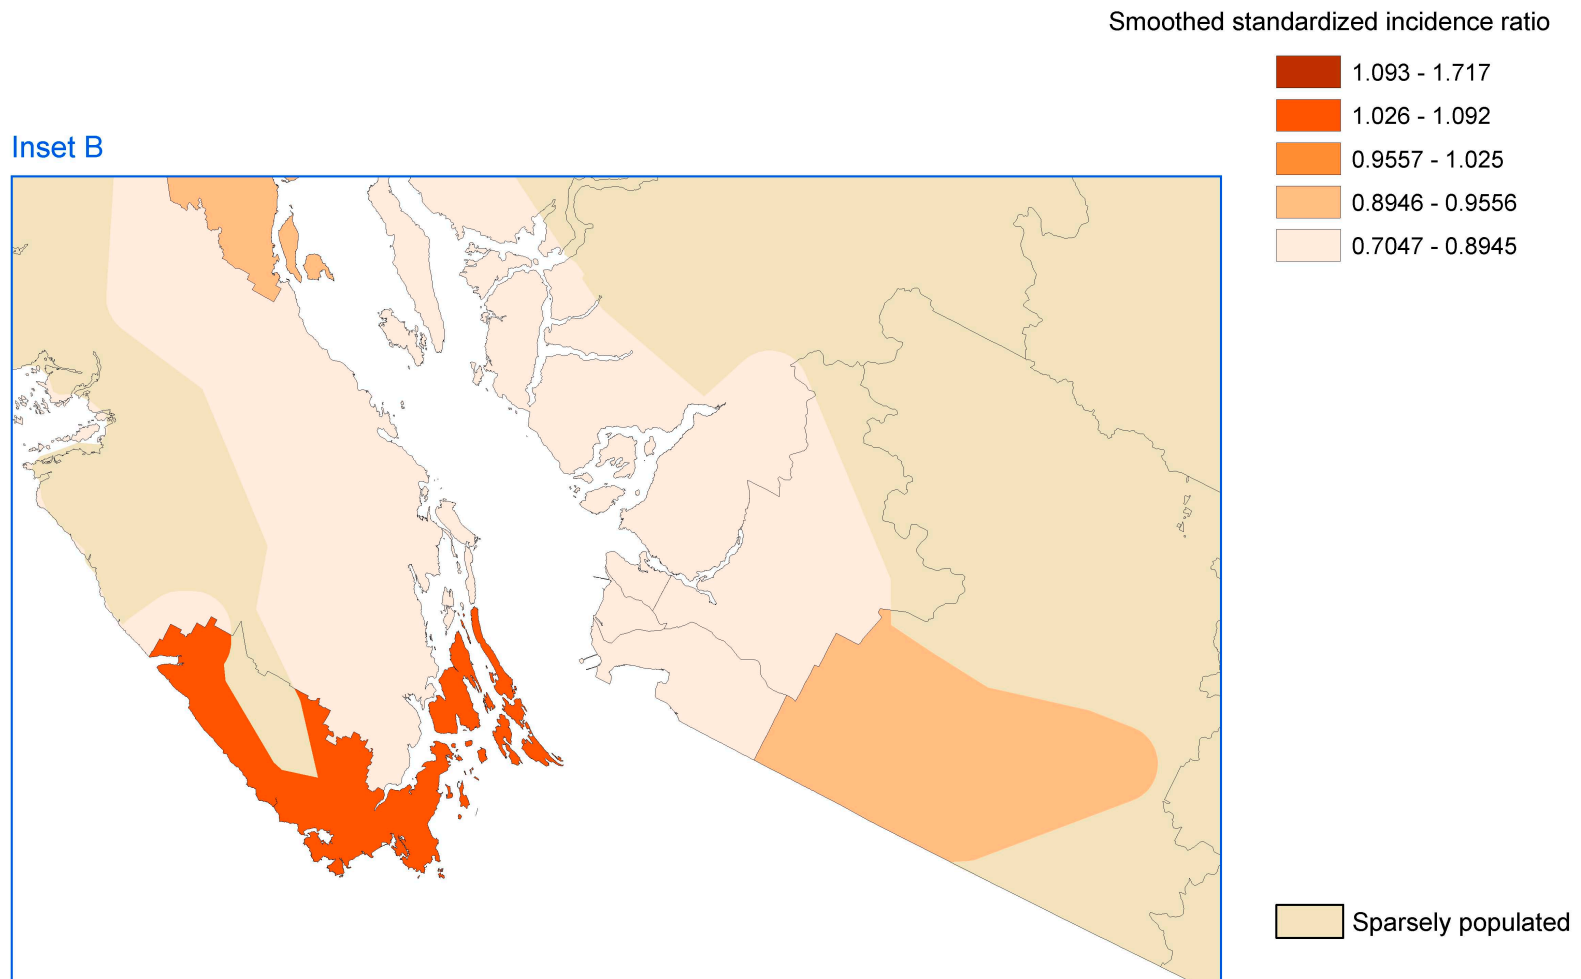 Smoothed standardized incidence ratio
1.093 - 1.717
1.026 - 1.092
Inset B
0.9557 - 1.025
0.8946 - 0.9556
0.7047 - 0.8945
Sparsely populated